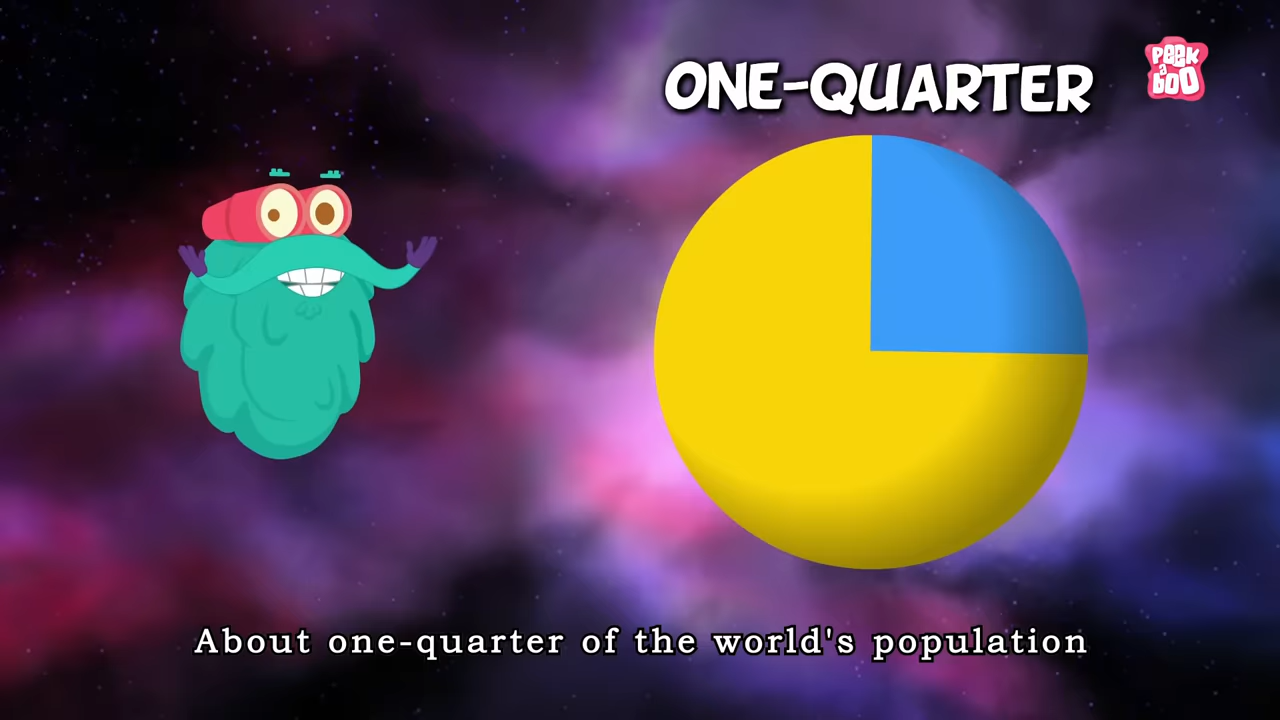 ONE-QUARTER
PEEK
a
BOO
About one-quarter of the world's population